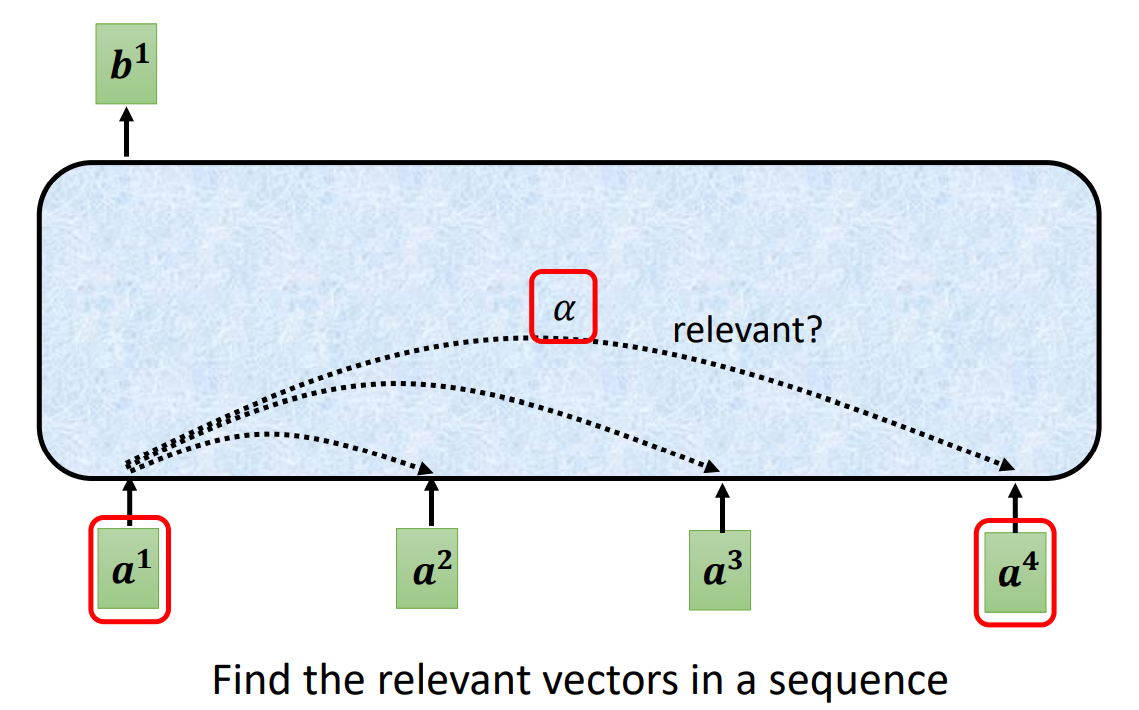 b¹
α
relevant?
a¹ a² a³ a⁴
Find the relevant vectors in a sequence